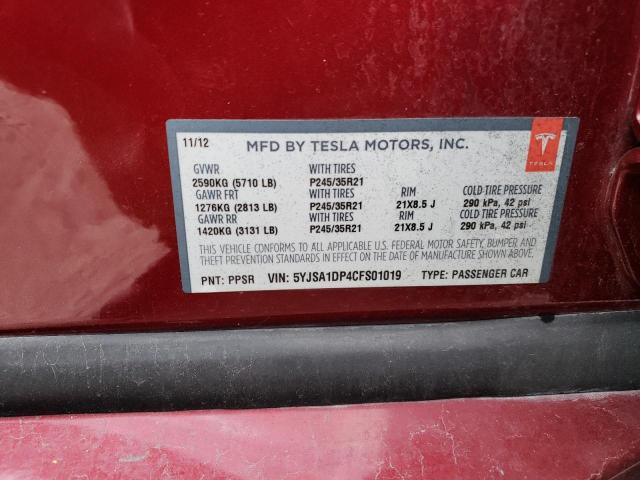 11/12 MFD BY TESLA MOTORS, INC.
TESLA
GVWR WITH TIRES
2590KG (5710 LB) P245/35R21
GAWR FRT WITH TIRES RIM COLD TIRE PRESSURE
1276KG (2813 LB) P245/35R21 21X8.5 J 290 kPa, 42 psi
GAWR RR WITH TIRES RIM COLD TIRE PRESSURE
1420KG (3131 LB) P245/35R21 21X8.5 J 290 kPa, 42 psi
THIS VEHICLE CONFORMS TO ALL APPLICABLE U.S. FEDERAL MOTOR SAFETY, BUMPER AND
THEFT PREVENTION STANDARDS IN EFFECT ON THE DATE OF MANUFACTURE SHOWN ABOVE.
PNT: PPSR VIN: 5YJSA1DP4CFS01019 TYPE: PASSENGER CAR